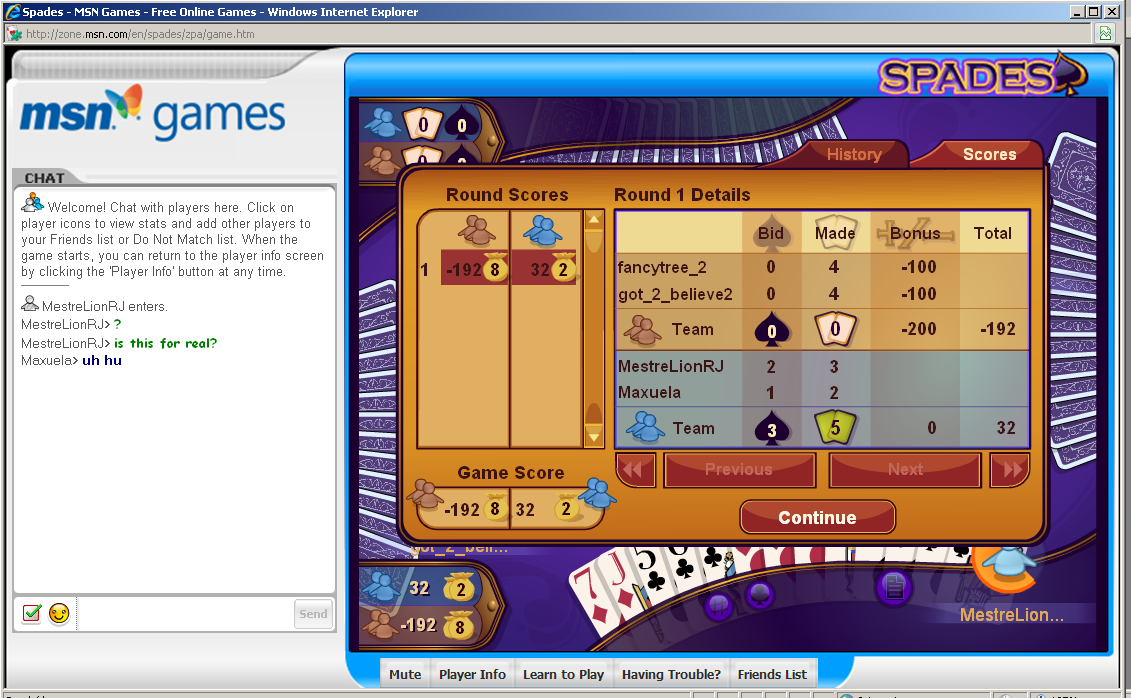 Spades - MSN Games - Free Online Games - Windows Internet Explorer
http://zone.msn.com/en/spades/zpa/game.htm
msn games
CHAT
Welcome! Chat with players here. Click on
player icons to view stats and add other players to
your Friends list or Do Not Match list. When the
game starts, you can return to the player info screen
by clicking the 'Player Info' button at any time.
MestreLionRJ enters.
MestreLionRJ> ?
MestreLionRJ> is this for real?
Maxuela> uh hu
Send
SPADES
0 0
History Scores
Round Scores
1 -192 8 32 2
Game Score
-192 8 32 2
Round 1 Details
Bid Made Bonus Total
fancytree_2 0 4 -100
got_2_believe2 0 4 -100
Team 0 0 -200 -192
MestreLionRJ 2 3
Maxuela 1 2
Team 3 5 0 32
Previous Next
Continue
got_2_beli...
7 J 5
32 2
-192 8
MestreLion...
Mute Player Info Learn to Play Having Trouble? Friends List